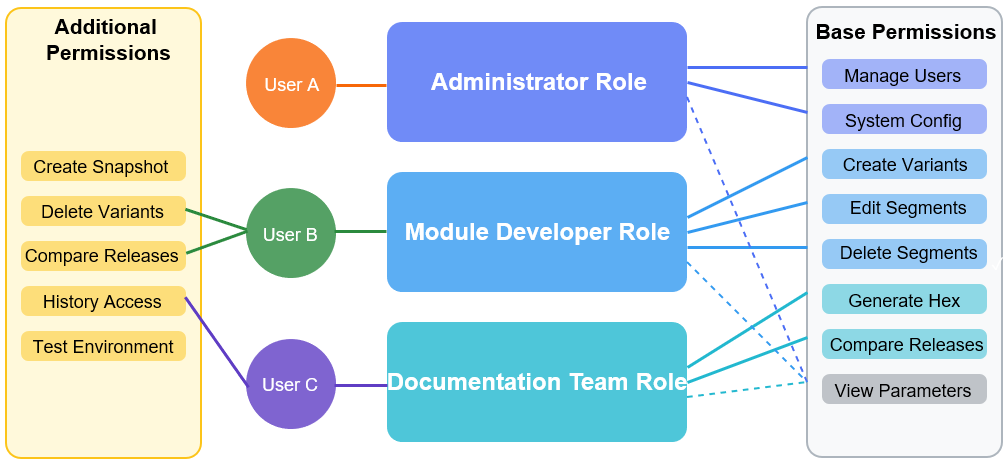 Additional
Permissions
Create Snapshot
Delete Variants
Compare Releases
History Access
Test Environment
User A
User B
User C
Administrator Role
Module Developer Role
Documentation Team Role
Base Permissions
Manage Users
System Config
Create Variants
Edit Segments
Delete Segments
Generate Hex
Compare Releases
View Parameters